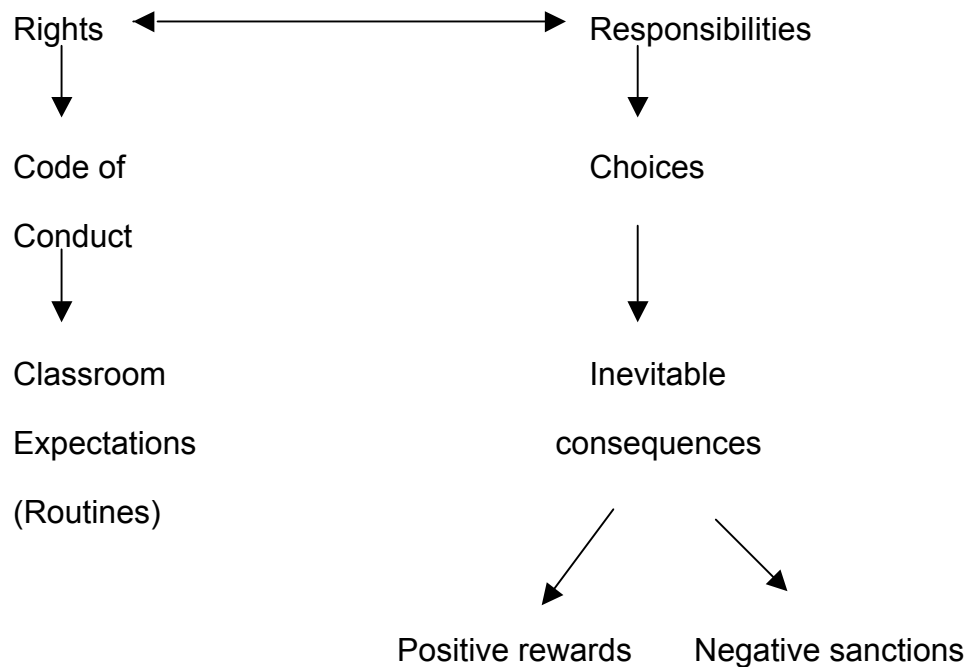 Rights Responsibilities
Code of Choices
Conduct
Classroom Inevitable
Expectations consequences
(Routines)
Positive rewards Negative sanctions